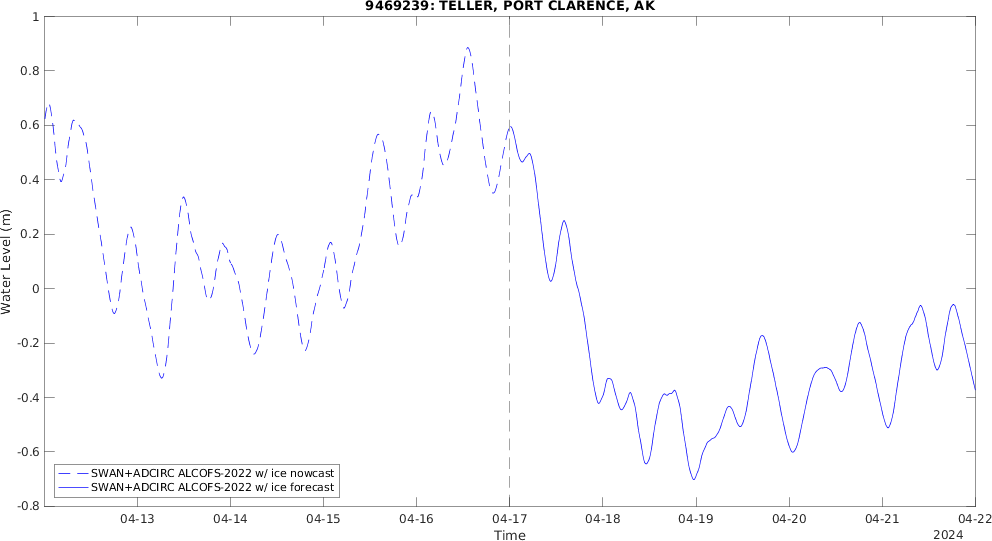 9469239: TELLER, PORT CLARENCE, AK
1
0.8
0.6
0.4
0.2
0
-0.2
-0.4
-0.6
-0.8
Water Level (m)
SWAN+ADCIRC ALCOFS-2022 w/ ice nowcast
SWAN+ADCIRC ALCOFS-2022 w/ ice forecast
04-13 04-14 04-15 04-16 04-17 04-18 04-19 04-20 04-21 04-22
Time
2024